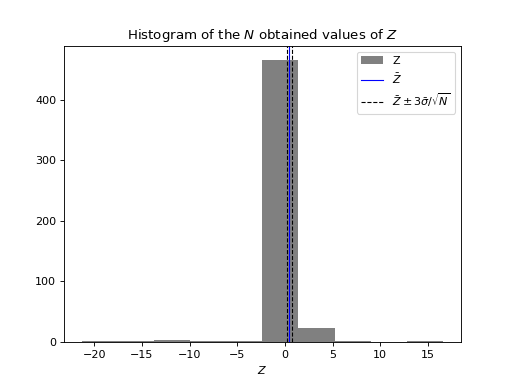 Histogram of the N obtained values of Z
Z
Z̄
Z̄ ± 3σ̄/√N
400
300
200
100
0
−20 −15 −10 −5 0 5 10 15
Z